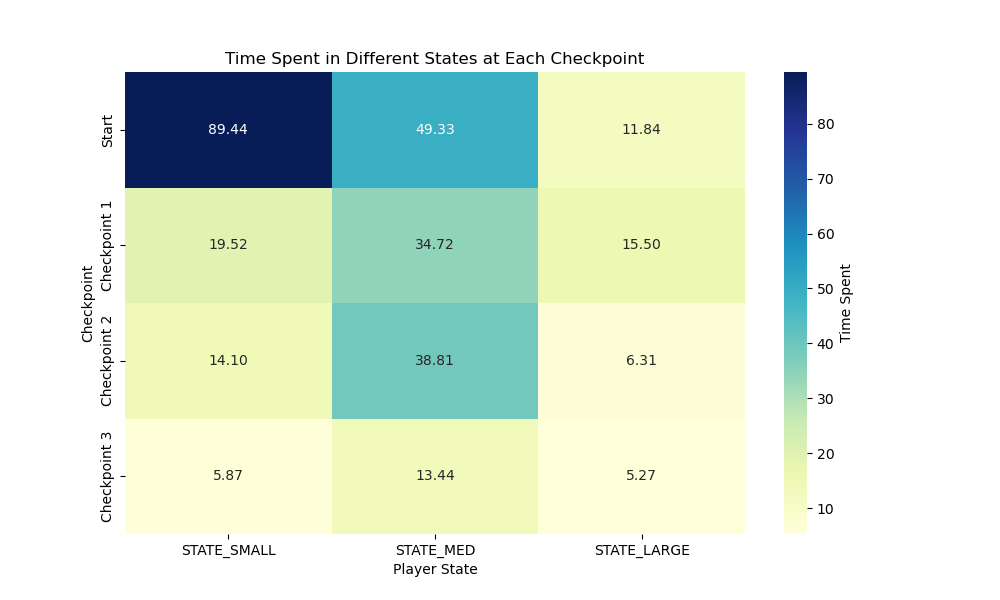 Time Spent in Different States at Each Checkpoint
Checkpoint
Start
89.44
49.33
11.84
Checkpoint 1
19.52
34.72
15.50
Checkpoint 2
14.10
38.81
6.31
Checkpoint 3
5.87
13.44
5.27
STATE_SMALL
STATE_MED
STATE_LARGE
Player State
80
70
60
50
40
30
20
10
Time Spent